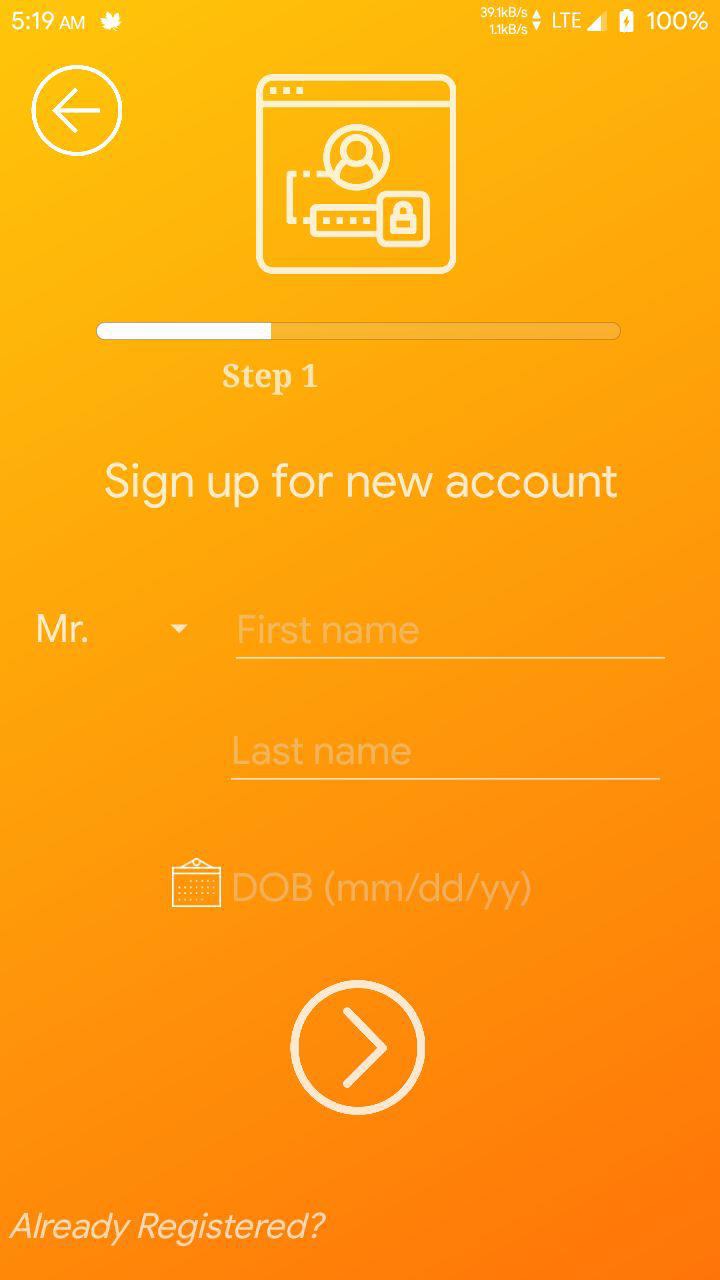 5:19 AM 39.1kB/s LTE 100%
1.1kB/s
Step 1
Sign up for new account
Mr. First name
Last name
DOB (mm/dd/yy)
Already Registered?